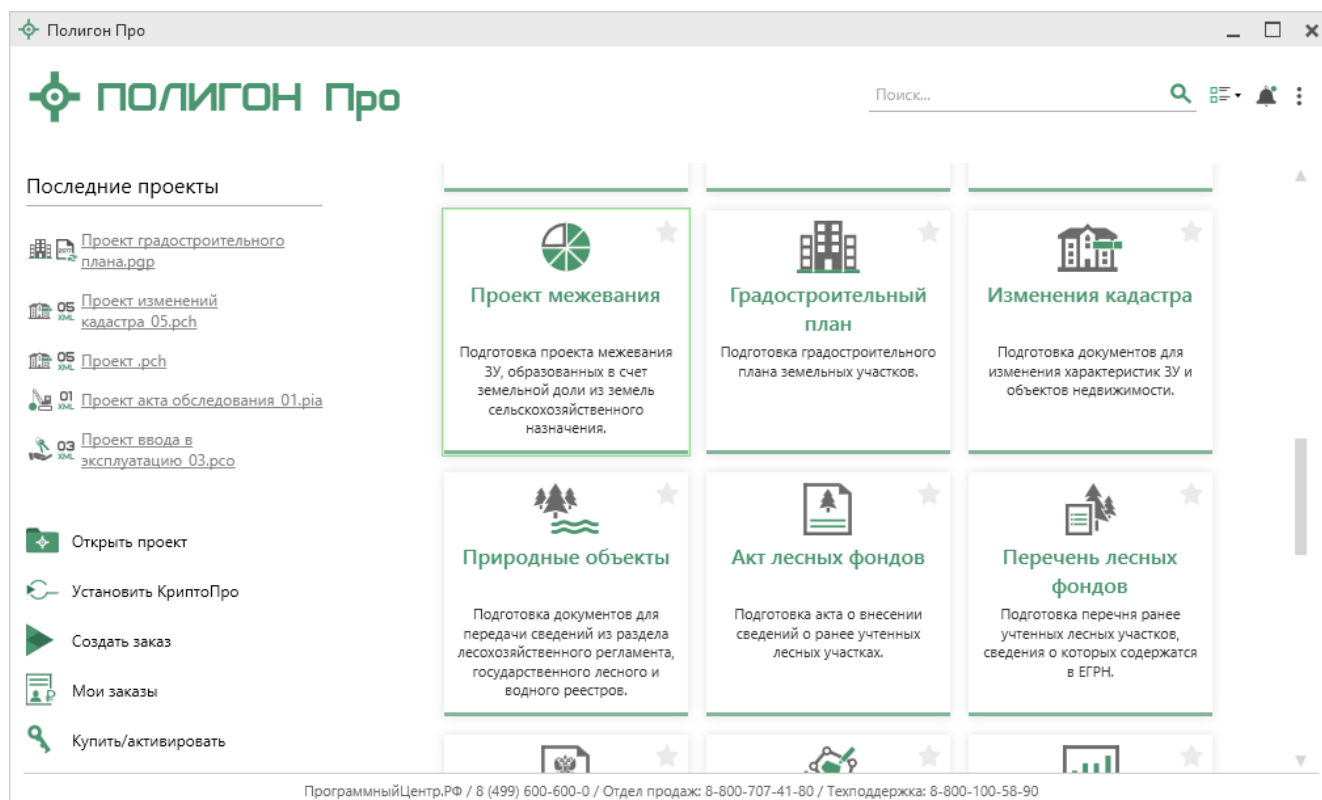 Полигон Про
ПОЛИГОН Про
Поиск...
Последние проекты
Проект градостроительного
плана.pgp
05
XML
Проект изменений
кадастра_05.pch
05
XML
Проект .pch
01
XML
Проект акта обследования_01.pia
03
XML
Проект ввода в
эксплуатацию_03.pco
Открыть проект
Установить КриптоПро
Создать заказ
Мои заказы
Купить/активировать
Проект межевания
Подготовка проекта межевания
ЗУ, образованных в счет
земельной доли из земель
сельскохозяйственного
назначения.
Градостроительный
план
Подготовка градостроительного
плана земельных участков.
Изменения кадастра
Подготовка документов для
изменения характеристик ЗУ и
объектов недвижимости.
Природные объекты
Подготовка документов для
передачи сведений из раздела
лесохозяйственного регламента,
государственного лесного и
водного реестров.
Акт лесных фондов
Подготовка акта о внесении
сведений о ранее учтенных
лесных участках.
Перечень лесных
фондов
Подготовка перечня ранее
учтенных лесных участков,
сведения о которых содержатся
в ЕГРН.
ПрограммныйЦентр.РФ / 8 (499) 600-600-0 / Отдел продаж: 8-800-707-41-80 / Техподдержка: 8-800-100-58-90